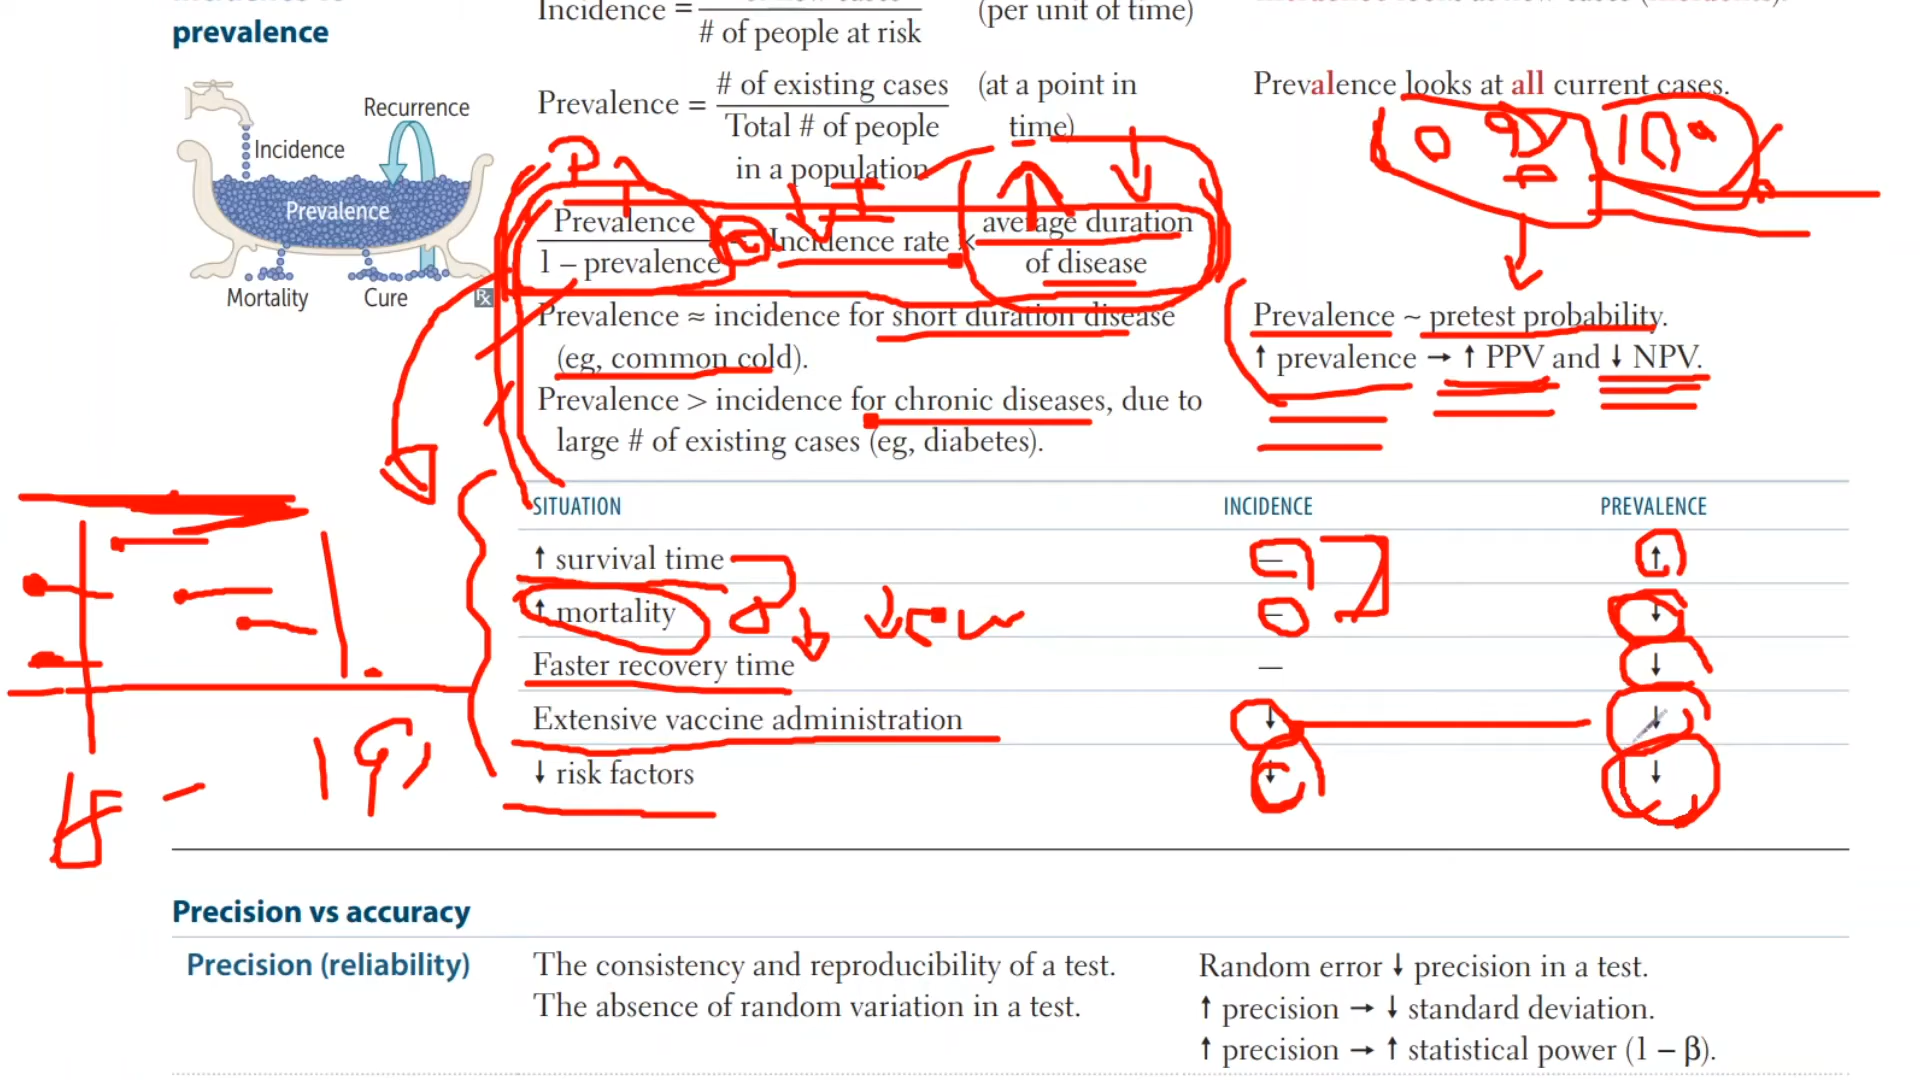 prevalence
Incidence =
# of people at risk
(per unit of time)
Prevalence =
# of existing cases
Total # of people
in a population
(at a point in
time)
Prevalence looks at all current cases.
Recurrence
Incidence
Prevalence
Mortality
Cure
Rx
Prevalence
1 – prevalence
Incidence rate ×
average duration
of disease
Prevalence ≈ incidence for short duration disease
(eg, common cold).
Prevalence > incidence for chronic diseases, due to
large # of existing cases (eg, diabetes).
Prevalence ~ pretest probability.
↑ prevalence → ↑ PPV and ↓ NPV.
SITUATION INCIDENCE PREVALENCE
↑ survival time — ↑
↑ mortality — ↓
Faster recovery time — ↓
Extensive vaccine administration ↓ ↓
↓ risk factors ↓ ↓
Precision vs accuracy
Precision (reliability)
The consistency and reproducibility of a test.
The absence of random variation in a test.
Random error ↓ precision in a test.
↑ precision → ↓ standard deviation.
↑ precision → ↑ statistical power (1 – β).